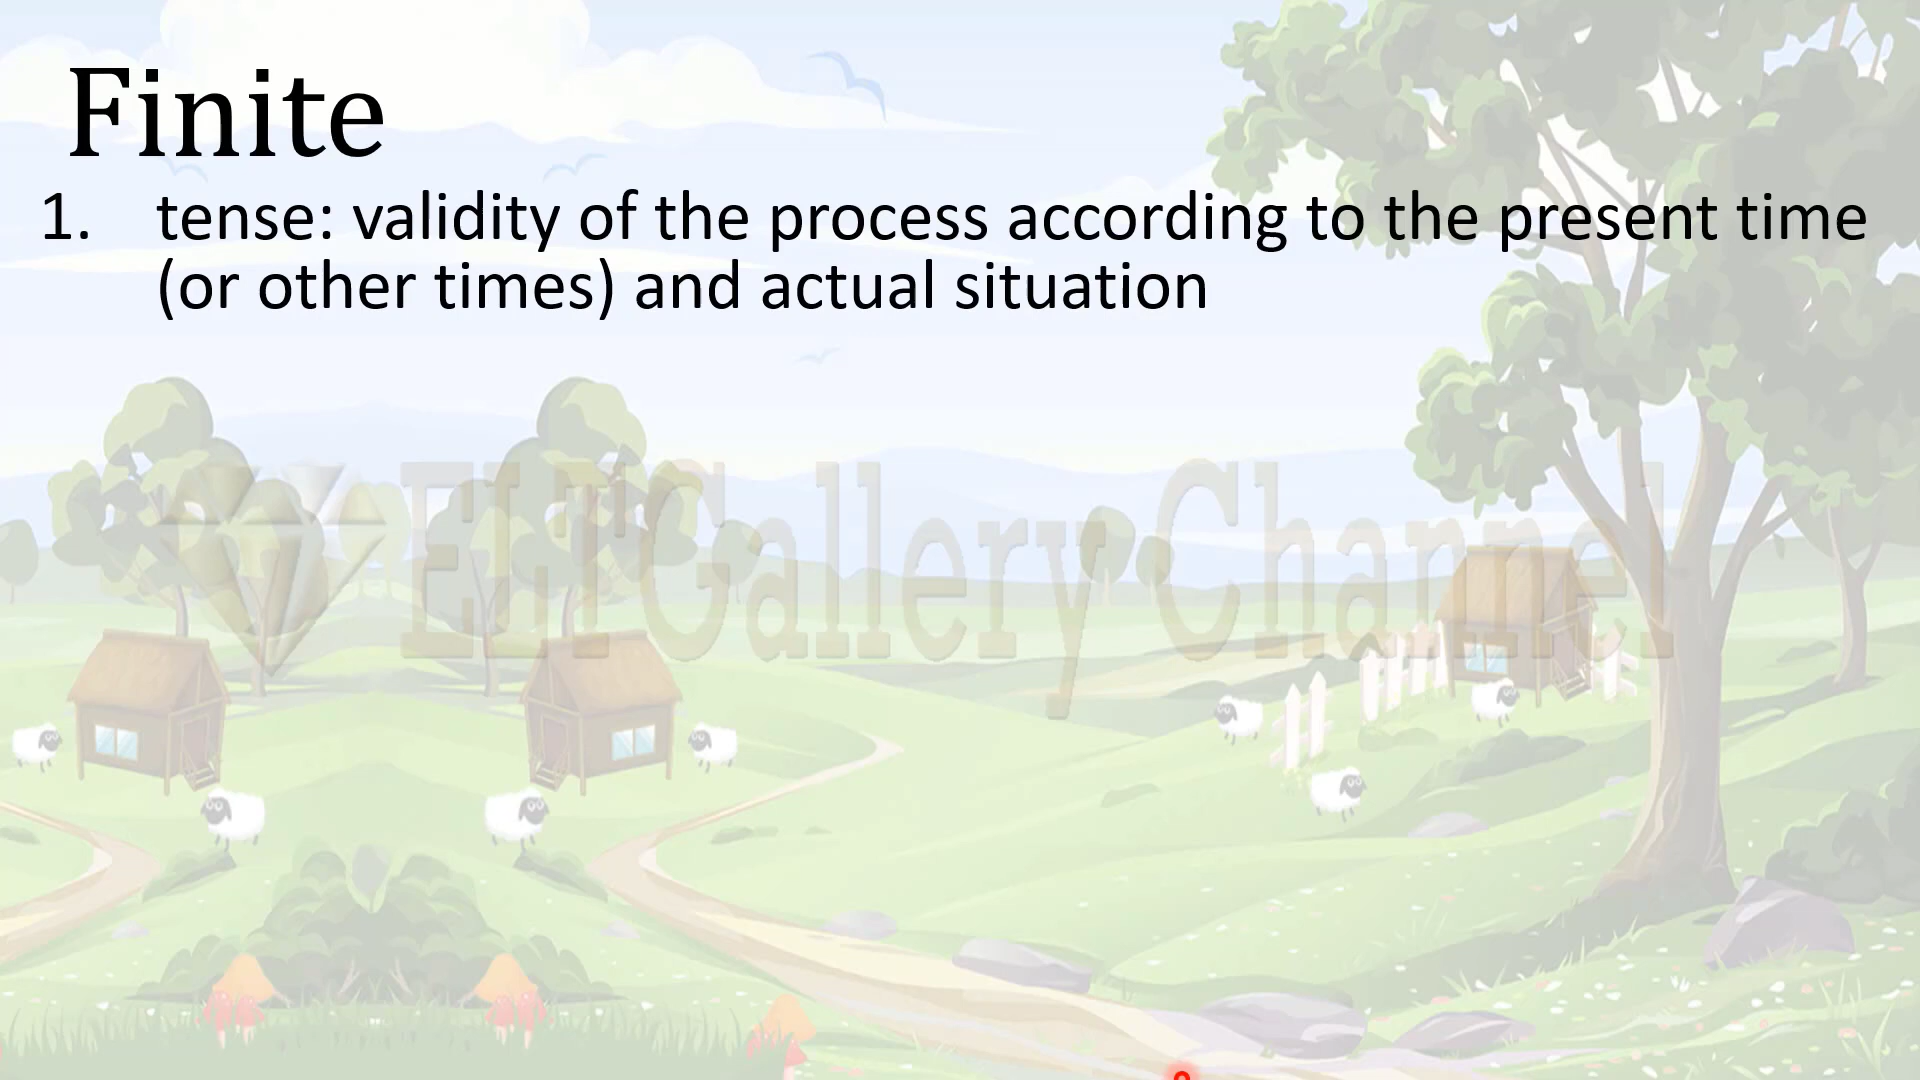 Finite
1. tense: validity of the process according to the present time
(or other times) and actual situation
ELT Gallery Channel